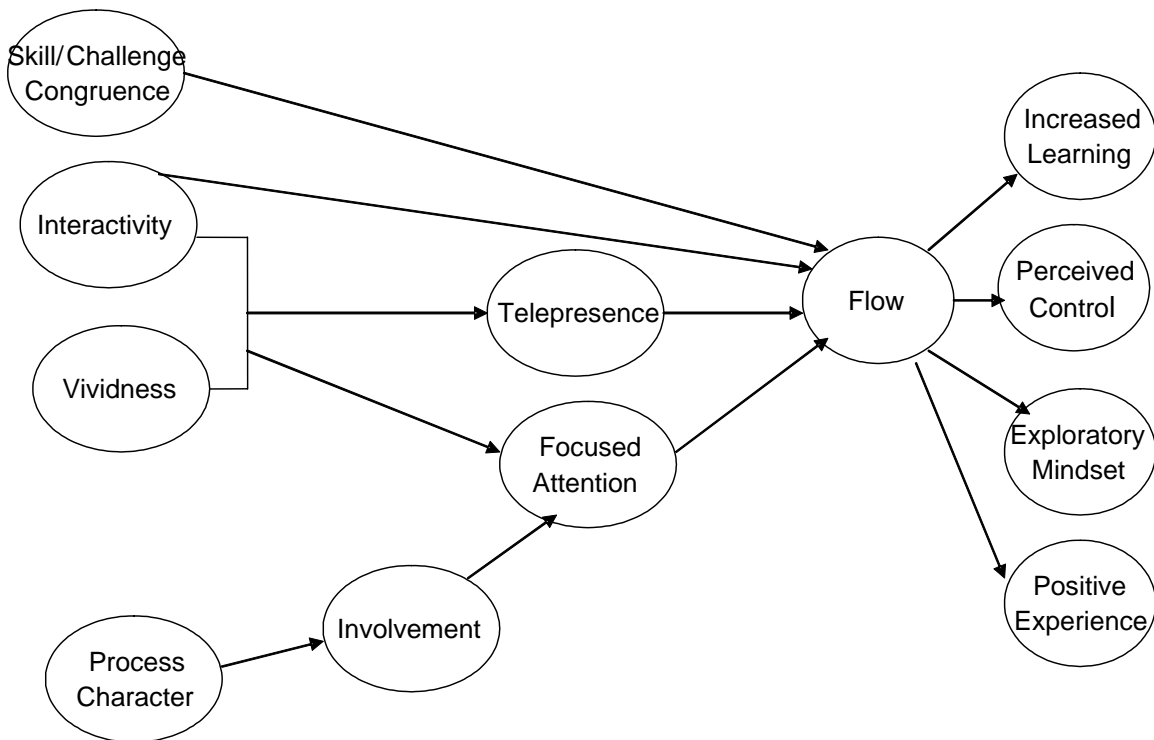 Skill/Challenge
Congruence
Interactivity
Vividness
Telepresence
Focused
Attention
Involvement
Process
Character
Flow
Increased
Learning
Perceived
Control
Exploratory
Mindset
Positive
Experience